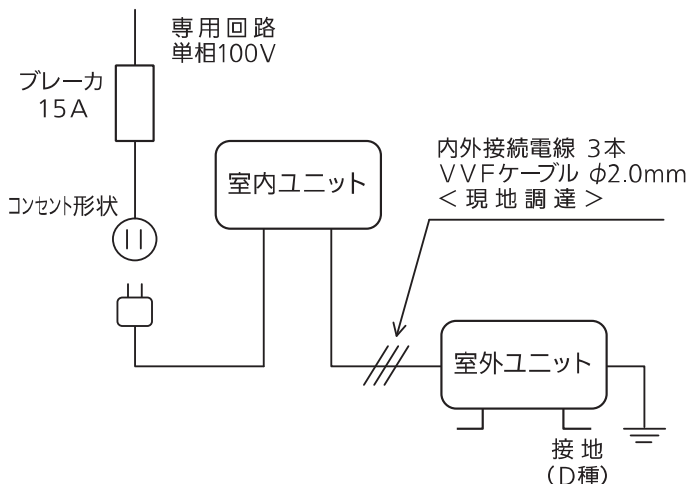 専用回路
単相100V
ブレーカ
15A
コンセント形状
室内ユニット
内外接続電線 3本
VVFケーブル φ2.0mm
<現地調達>
室外ユニット
接地
(D種)